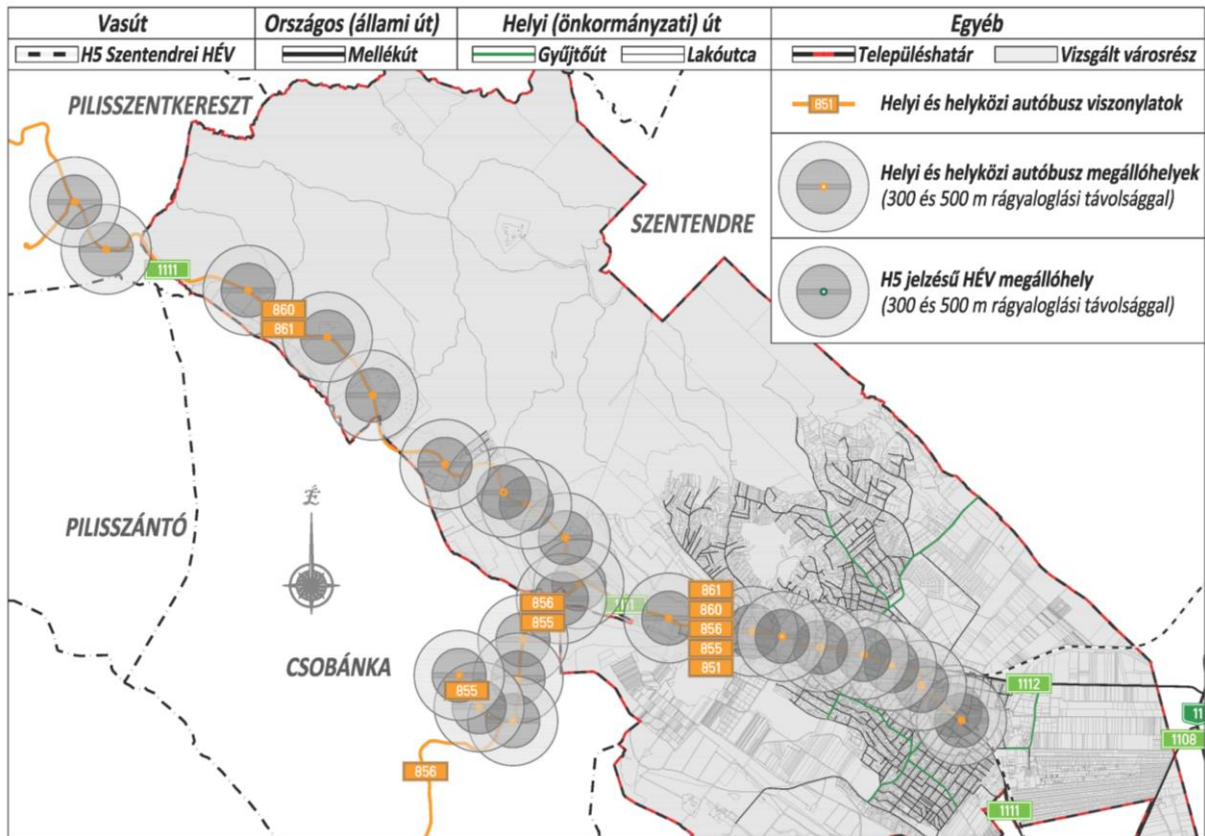 Vasút
Országos (állami út)
Helyi (önkormányzati) út
Egyéb
H5 Szentendrei HÉV
Mellékút
Gyűjtőút
Lakóutca
Településhatár
Vizsgált városrész
851
Helyi és helyközi autóbusz viszonylatok
Helyi és helyközi autóbusz megállóhelyek
(300 és 500 m rágyaloglási távolsággal)
H5 jelzésű HÉV megállóhely
(300 és 500 m rágyaloglási távolsággal)
PILISSZENTKERESZT
SZENTENDRE
1111
860
861
É
PILISSZÁNTÓ
CSOBÁNKA
856
855
861
860
856
855
851
855
856
1112
11
1108
1111